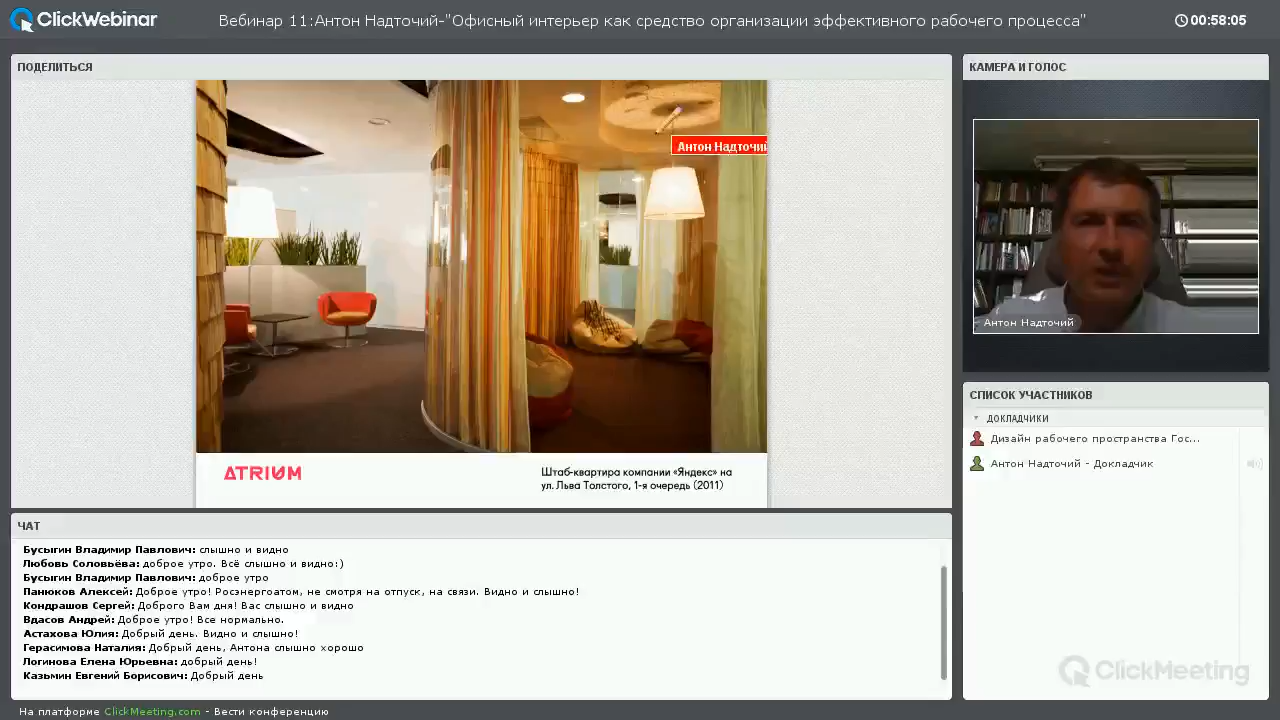 ClickWebinar
Вебинар 11:Антон Надточий-"Офисный интерьер как средство организации эффективного рабочего процесса"
00:58:05
ПОДЕЛИТЬСЯ
Антон Надточий
ATRIUM
Штаб-квартира компании «Яндекс» на
ул. Льва Толстого, 1-я очередь (2011)
КАМЕРА И ГОЛОС
Антон Надточий
СПИСОК УЧАСТНИКОВ
ДОКЛАДЧИКИ
Дизайн рабочего пространства Гос...
Антон Надточий - Докладчик
ClickMeeting
ЧАТ
Бусыгин Владимир Павлович: слышно и видно
Любовь Соловьёва: доброе утро. Всё слышно и видно:)
Бусыгин Владимир Павлович: доброе утро
Панюков Алексей: Доброе утро! Росэнергоатом, не смотря на отпуск, на связи. Видно и слышно!
Кондрашов Сергей: Доброго Вам дня! Вас слышно и видно
Вдасов Андрей: Доброе утро! Все нормально.
Астахова Юлия: Добрый день. Видно и слышно!
Герасимова Наталия: Добрый день, Антона слышно хорошо
Логинова Елена Юрьевна: добрый день!
Казьмин Евгений Борисович: Добрый день
На платформе ClickMeeting.com - Вести конференцию